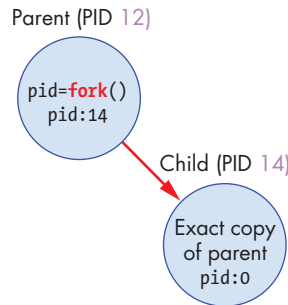 Parent (PID 12)
pid=fork()
pid:14
Child (PID 14)
Exact copy
of parent
pid:0